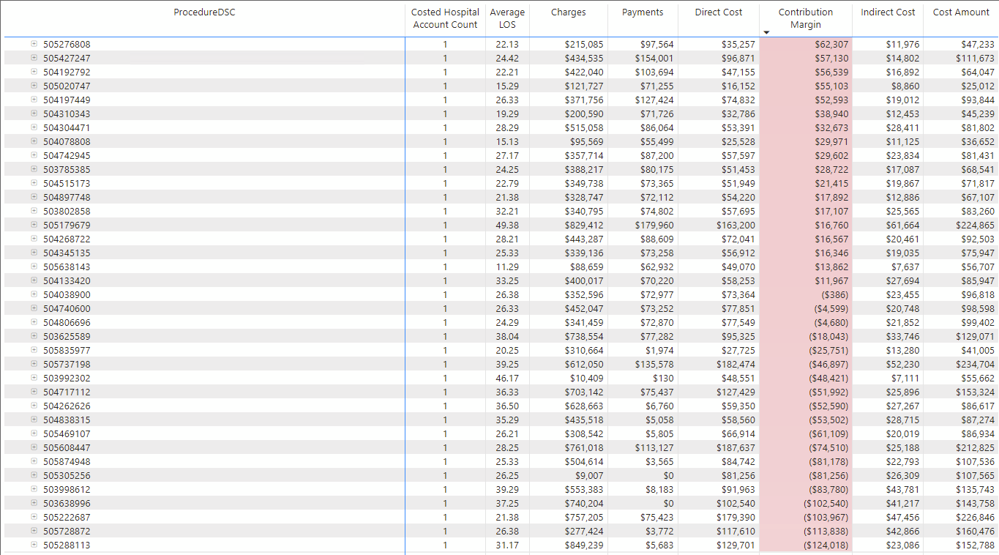 ProcedureDSC Costed Hospital Account Count Average LOS Charges Payments Direct Cost Contribution Margin Indirect Cost Cost Amount
505276808 1 22.13 $215,085 $97,564 $35,257 $62,307 $11,976 $47,233
505427247 1 24.42 $434,535 $154,001 $96,871 $57,130 $14,802 $111,673
504192792 1 22.21 $422,040 $103,694 $47,155 $56,539 $16,892 $64,047
505020747 1 15.29 $121,727 $71,255 $16,152 $55,103 $8,860 $25,012
504197449 1 26.33 $371,756 $127,424 $74,832 $52,593 $19,012 $93,844
504310343 1 19.29 $200,590 $71,726 $32,786 $38,940 $12,453 $45,239
504304471 1 28.29 $515,058 $86,064 $53,391 $32,673 $28,411 $81,802
504078808 1 15.13 $95,569 $55,499 $25,528 $29,971 $11,125 $36,652
504742945 1 27.17 $357,714 $87,200 $57,597 $29,602 $23,834 $81,431
503785385 1 24.25 $388,217 $80,175 $51,453 $28,722 $17,087 $68,541
504515173 1 22.79 $349,738 $73,365 $51,949 $21,415 $19,867 $71,817
504897748 1 21.38 $328,747 $72,112 $54,220 $17,892 $12,886 $67,107
503802858 1 32.21 $340,795 $74,802 $57,695 $17,107 $25,565 $83,260
505179679 1 49.38 $829,412 $179,960 $163,200 $16,760 $61,664 $224,865
504268722 1 28.21 $443,287 $88,609 $72,041 $16,567 $20,461 $92,503
504345135 1 25.33 $339,136 $73,258 $56,912 $16,346 $19,035 $75,947
505638143 1 11.29 $88,659 $62,932 $49,070 $13,862 $7,637 $56,707
504133420 1 33.25 $400,017 $70,220 $58,253 $11,967 $27,694 $85,947
504038900 1 26.38 $352,596 $72,977 $73,364 ($386) $23,455 $96,818
504740600 1 26.33 $452,047 $73,252 $77,851 ($4,599) $20,748 $98,598
504806696 1 24.29 $341,459 $72,870 $77,549 ($4,680) $21,852 $99,402
503625589 1 38.04 $738,554 $77,282 $95,325 ($18,043) $33,746 $129,071
505835977 1 20.25 $310,664 $1,974 $27,725 ($25,751) $13,280 $41,005
505737198 1 39.25 $612,050 $135,578 $182,474 ($46,897) $52,230 $234,704
503992302 1 46.17 $10,409 $130 $48,551 ($48,421) $7,111 $55,662
504717112 1 36.33 $703,142 $75,437 $127,429 ($51,992) $25,896 $153,324
504262626 1 36.50 $628,663 $6,760 $59,350 ($52,590) $27,267 $86,617
504838315 1 35.29 $435,518 $5,058 $58,560 ($53,502) $28,715 $87,274
505469107 1 26.21 $308,542 $5,805 $66,914 ($61,109) $20,019 $86,934
505608447 1 28.25 $761,018 $113,127 $187,637 ($74,510) $25,188 $212,825
505874948 1 25.33 $504,614 $3,565 $84,742 ($81,178) $22,793 $107,536
505305256 1 26.25 $9,007 $0 $81,256 ($81,256) $26,309 $107,565
503998612 1 39.29 $553,383 $8,183 $91,963 ($83,780) $43,781 $135,743
503638996 1 37.25 $740,204 $0 $102,540 ($102,540) $41,217 $143,758
505222687 1 21.38 $757,205 $75,423 $179,390 ($103,967) $47,456 $226,846
505728872 1 26.38 $277,424 $3,772 $117,610 ($113,838) $42,866 $160,476
505288113 1 31.17 $849,239 $5,683 $129,701 ($124,018) $23,086 $152,788